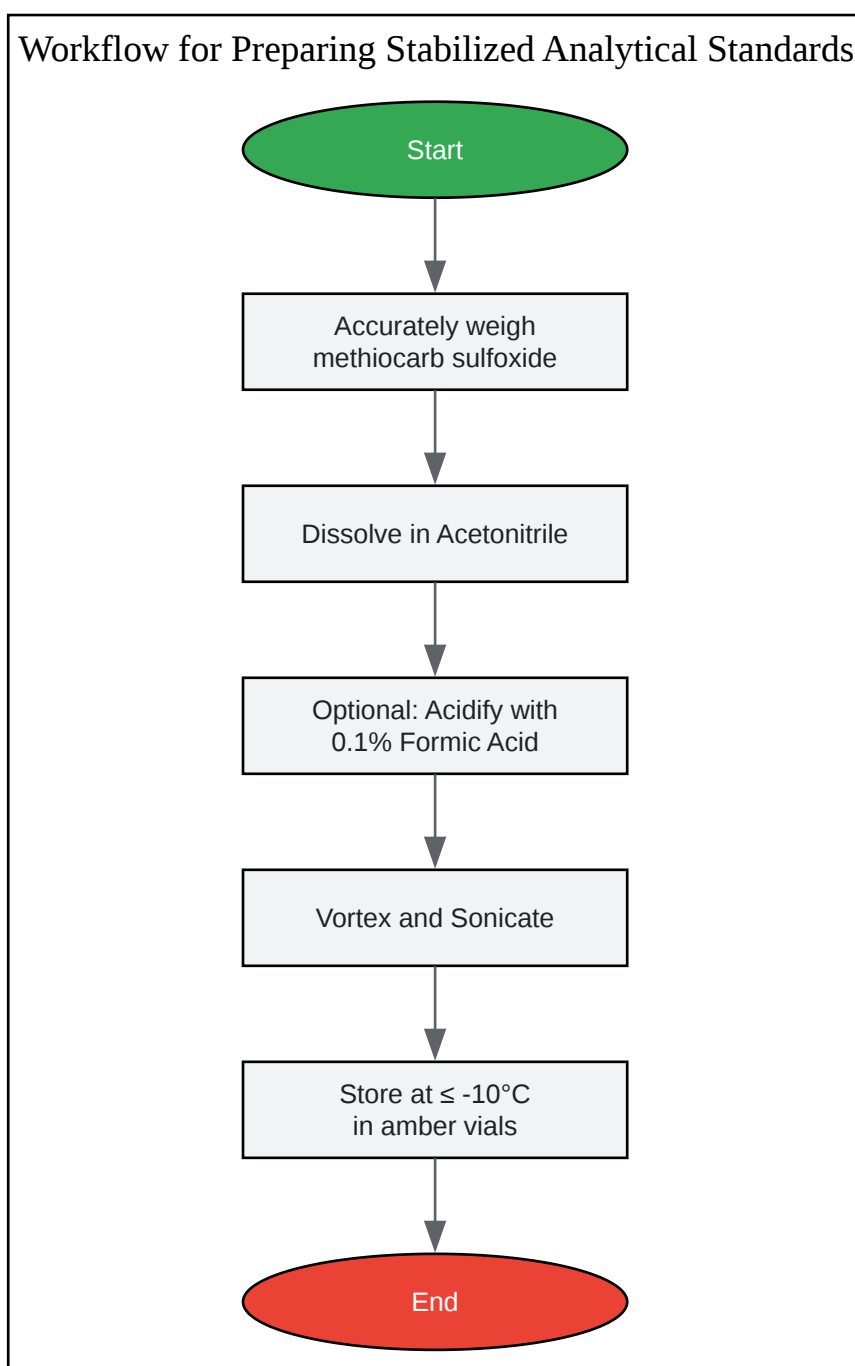 Workflow for Preparing Stabilized Analytical Standards
Start
Accurately weigh
methiocarb sulfoxide
Dissolve in Acetonitrile
Optional: Acidify with
0.1% Formic Acid
Vortex and Sonicate
Store at ≤ -10°C
in amber vials
End